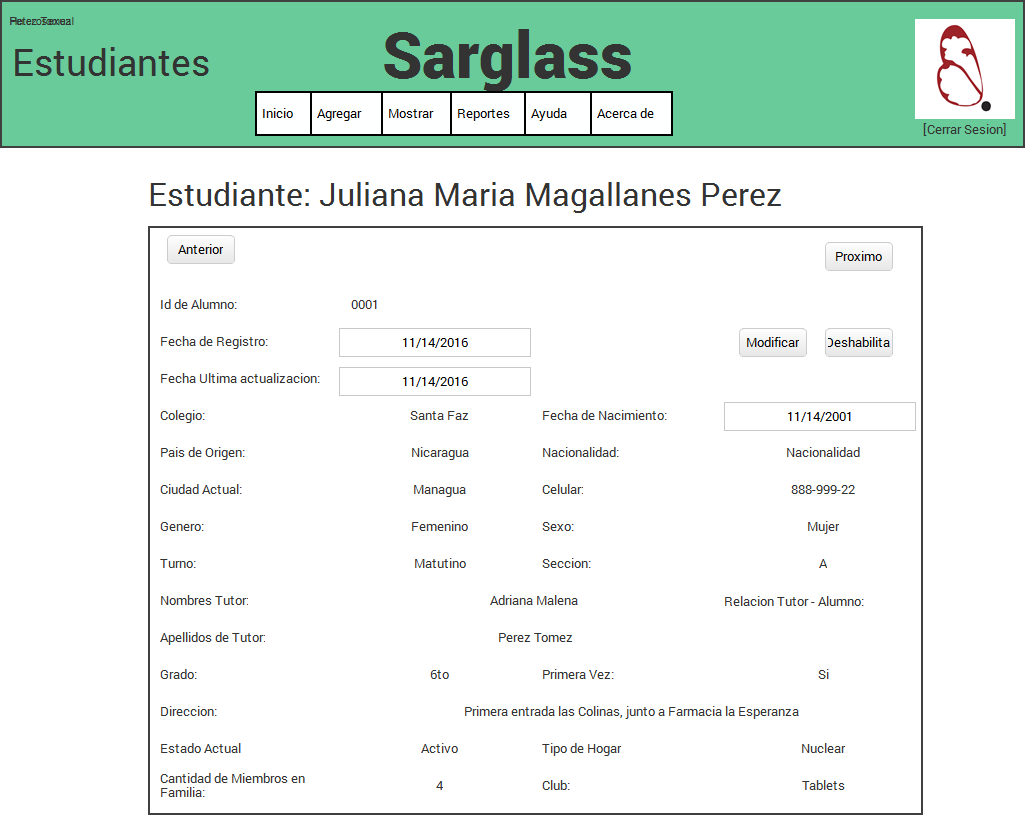 Estudiantes
Sarglass
Inicio Agregar Mostrar Reportes Ayuda Acerca de
[Cerrar Sesion]
Estudiante: Juliana Maria Magallanes Perez
Anterior
Proximo
Id de Alumno: 0001
Fecha de Registro: 11/14/2016 Modificar Deshabilita
Fecha Ultima actualizacion: 11/14/2016
Colegio: Santa Faz Fecha de Nacimiento: 11/14/2001
Pais de Origen: Nicaragua Nacionalidad: Nacionalidad
Ciudad Actual: Managua Celular: 888-999-22
Genero: Femenino Sexo: Mujer
Turno: Matutino Seccion: A
Nombres Tutor: Adriana Malena Relacion Tutor - Alumno:
Apellidos de Tutor: Perez Tomez
Grado: 6to Primera Vez: Si
Direccion: Primera entrada las Colinas, junto a Farmacia la Esperanza
Estado Actual Activo Tipo de Hogar Nuclear
Cantidad de Miembros en
Familia: 4 Club: Tablets